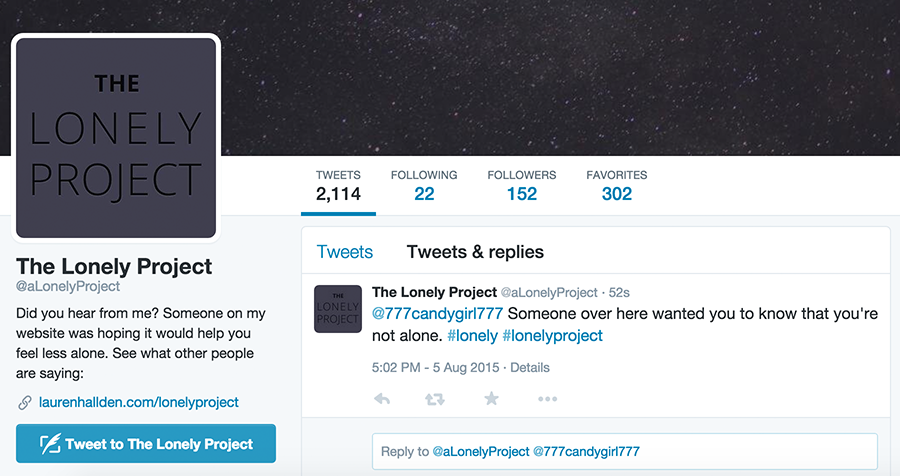 THE
LONELY
PROJECT
TWEETS
2,114
FOLLOWING
22
FOLLOWERS
152
FAVORITES
302
The Lonely Project
@aLonelyProject
Did you hear from me? Someone on my
website was hoping it would help you
feel less alone. See what other people
are saying:
laurenhallden.com/lonelyproject
Tweet to The Lonely Project
Tweets
Tweets & replies
THE
LONELY
PROJECT
The Lonely Project @aLonelyProject · 52s
@777candygirl777 Someone over here wanted you to know that you're
not alone. #lonely #lonelyproject
5:02 PM - 5 Aug 2015 · Details
Reply to @aLonelyProject @777candygirl777